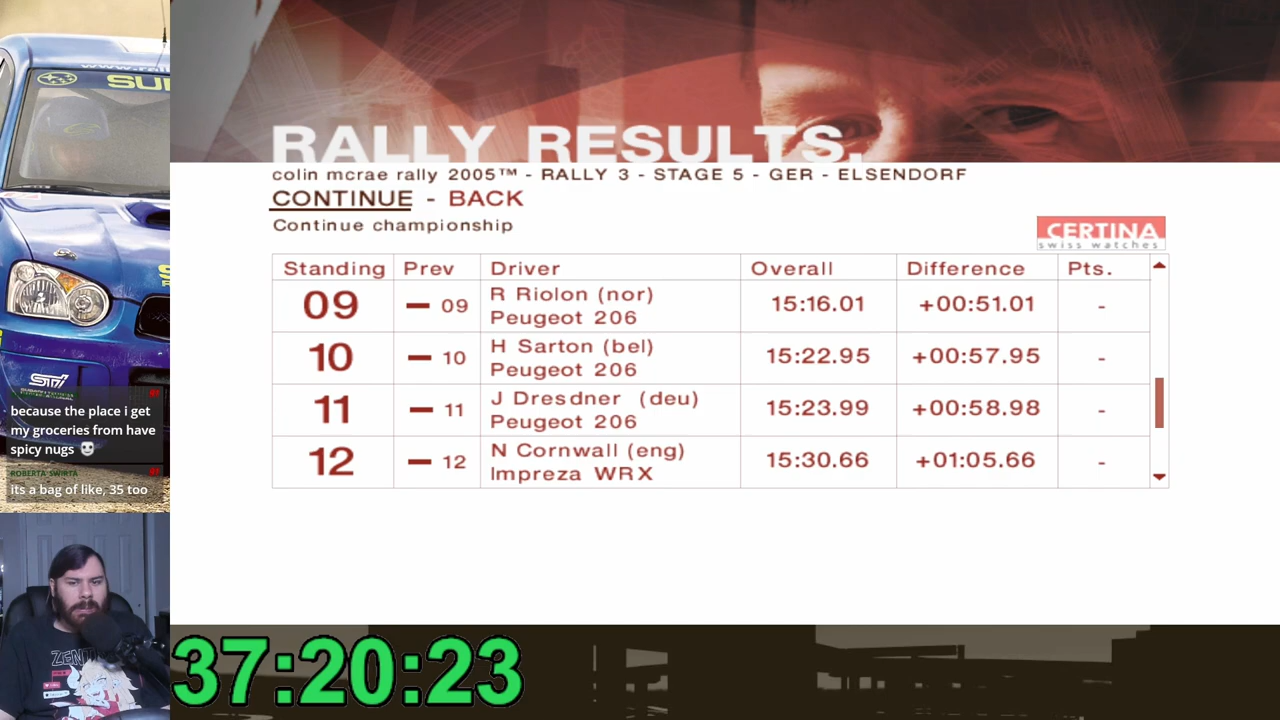 RALLY RESULTS.
colin mcrae rally 2005™ - RALLY 3 - STAGE 5 - GER - ELSENDORF
CONTINUE - BACK
Continue championship
CERTINA
swiss watches
Standing Prev Driver Overall Difference Pts.
09 09 R Riolon (nor) Peugeot 206 15:16.01 +00:51.01 -
10 10 H Sarton (bel) Peugeot 206 15:22.95 +00:57.95 -
11 11 J Dresdner (deu) Peugeot 206 15:23.99 +00:58.98 -
12 12 N Cornwall (eng) Impreza WRX 15:30.66 +01:05.66 -
because the place i get
my groceries from have
spicy nugs
ROBERTA SWIRTA
its a bag of like, 35 too
37:20:23